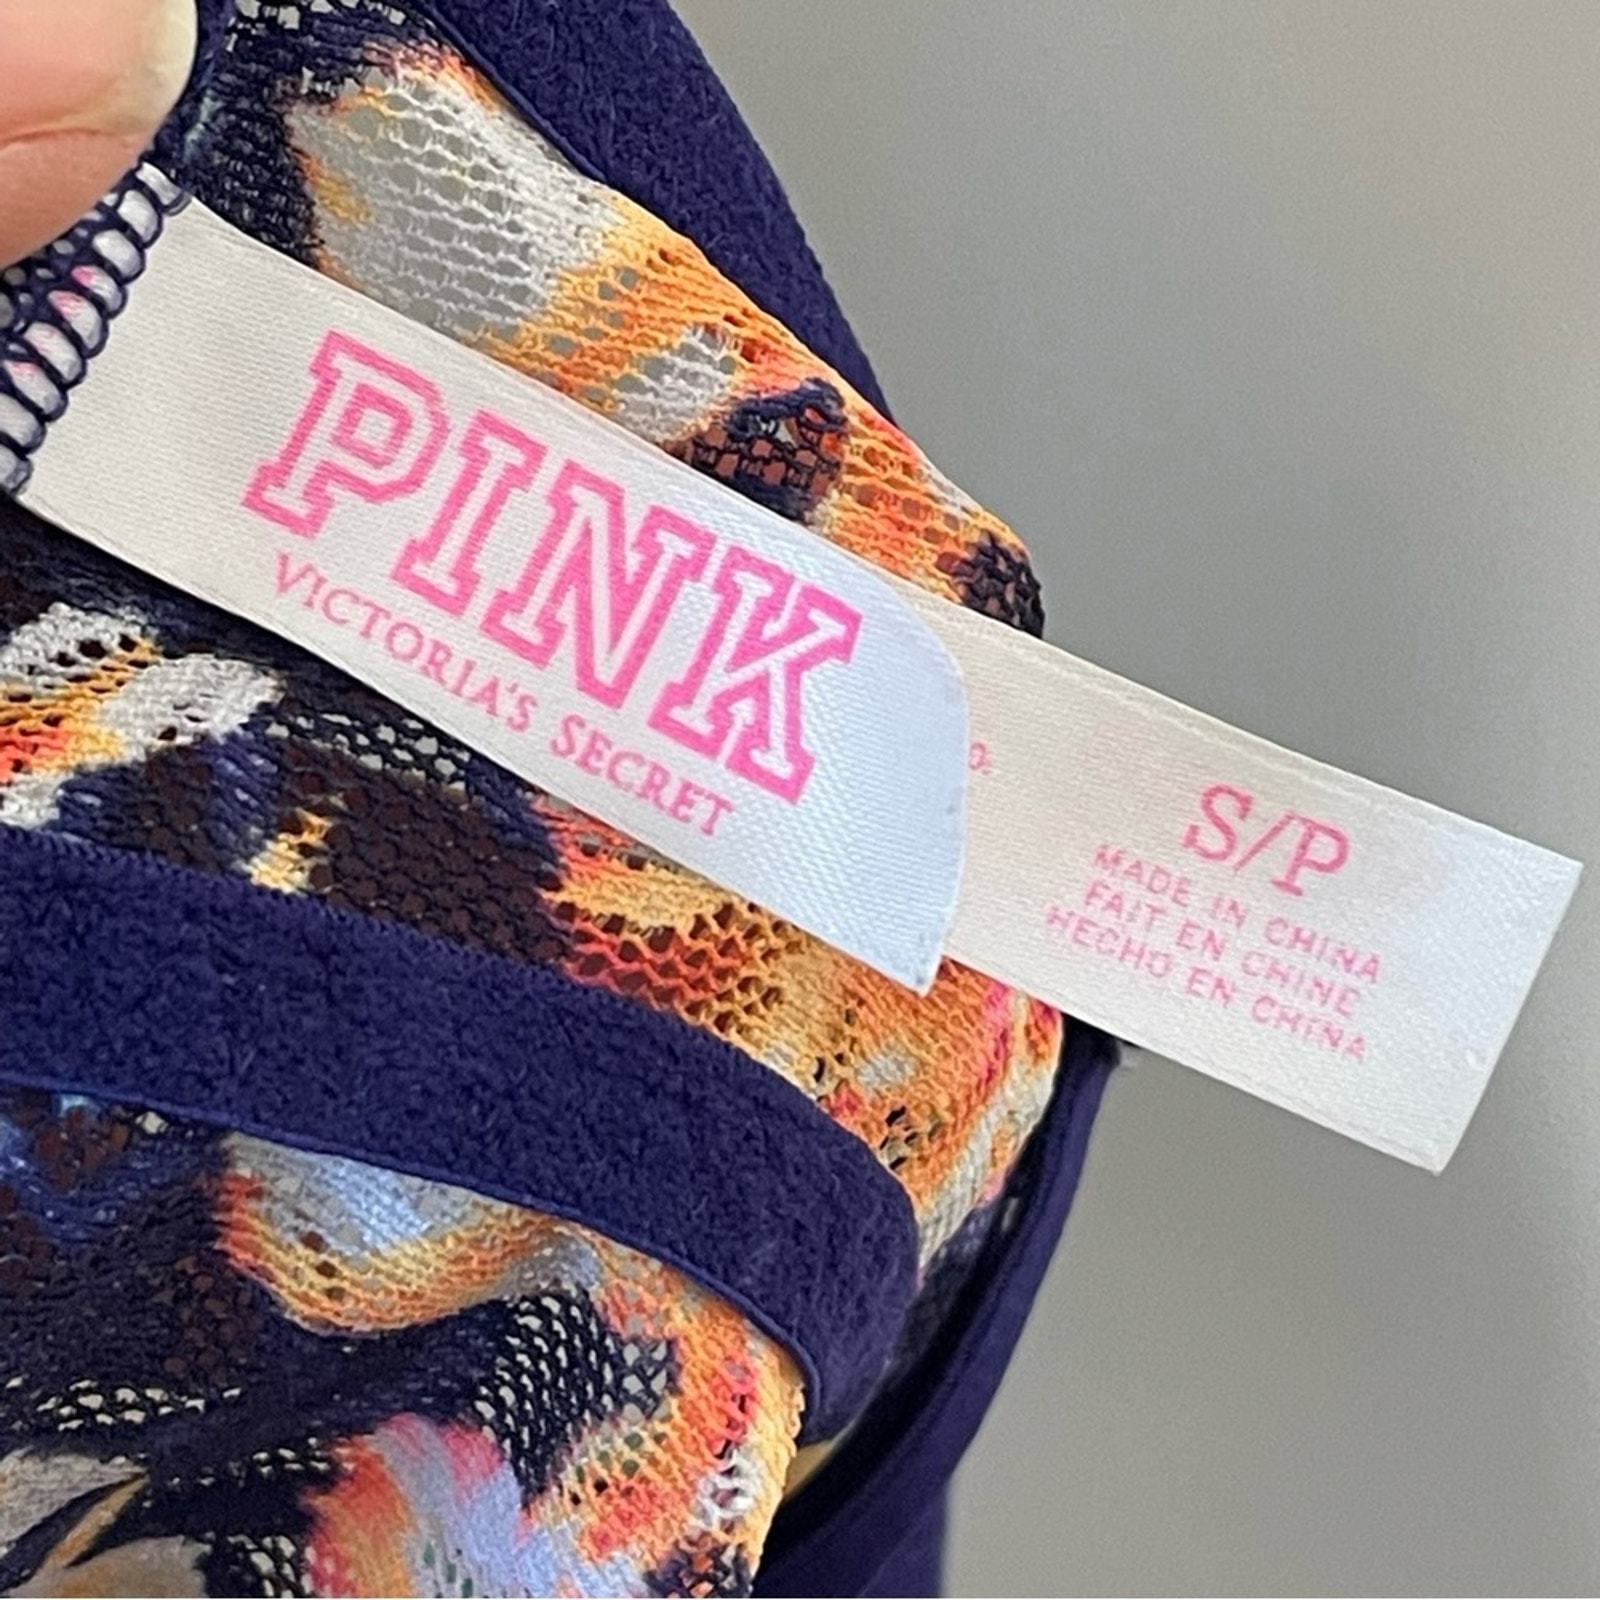 PINK
VICTORIA'S SECRET
S/P
MADE IN CHINA
FAIT EN CHINE
HECHO EN CHINA